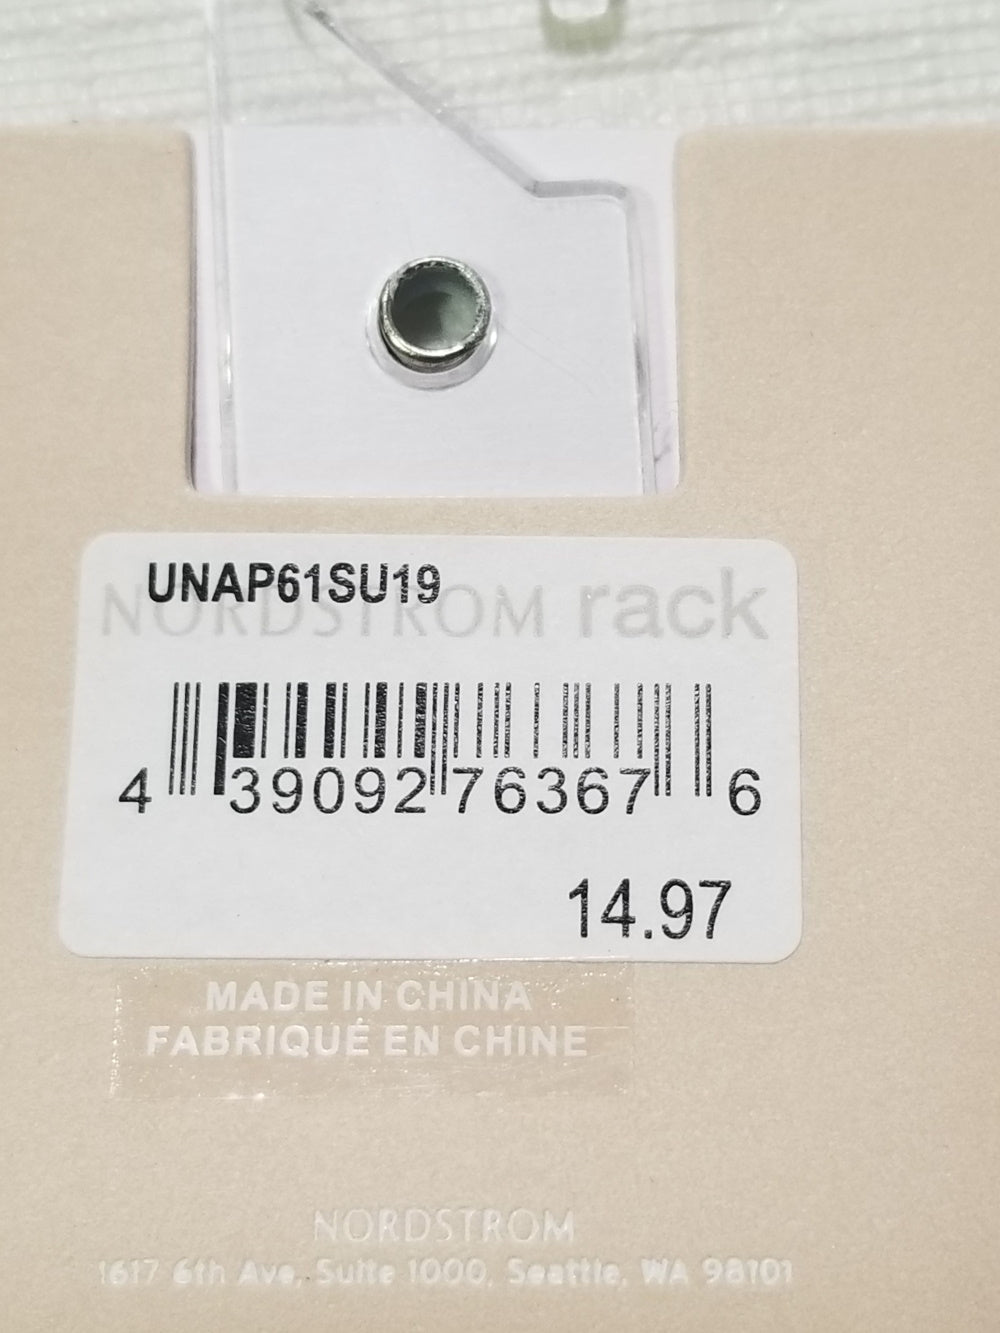 UNAP61SU19
NORDSTROM rack
4 39092 76367 6
14.97
MADE IN CHINA
FABRIQUÉ EN CHINE
NORDSTROM
1617 6th Ave, Suite 1000, Seattle, WA 98101